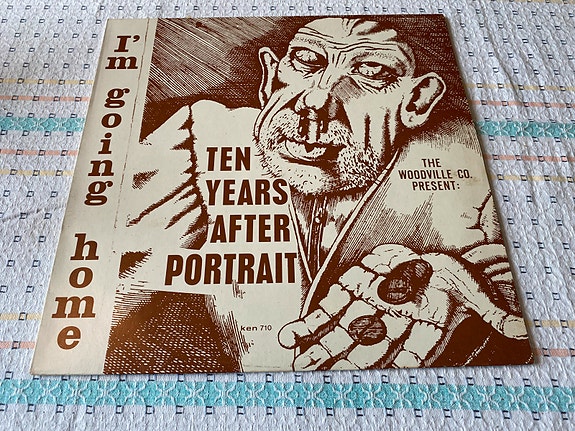 I'm going home
TEN
YEARS
AFTER
PORTRAIT
THE
WOODVILLE CO.
PRESENT:
ken 710